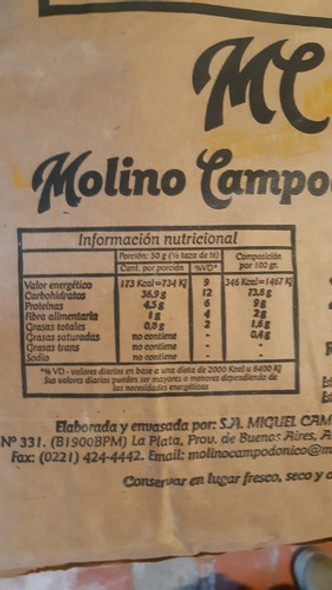 MC
Molino Campo
Información nutricional
Porción: 50 g (½ taza de té) Composición
Cant. por porción %VD* por 100 gr.
Valor energético 173 Kcal=734 KJ 9 346 Kcal=1467 KJ
Carbohidratos 36,9 g 12 73,8 g
Proteínas 4,5 g 6 9 g
Fibra alimentaria 1 g 4 2 g
Grasas totales 0,8 g 2 1,6 g
Grasas saturadas no contiene - 0,4 g
Grasas trans no contiene - -
Sodio no contiene - -
*% VD - valores diarios en base a una dieta de 2000 Kcal u 8400 KJ
Sus valores diarios pueden ser mayores o menores dependiendo de
las necesidades energéticas
Elaborada y envasada por: S.A. MIGUEL CAM
Nº 331. (B1900BPM) La Plata, Prov. de Buenos Aires, A
Fax: (0221) 424-4442. Email: molinocampodonico@m
Conservar en lugar fresco, seco y a